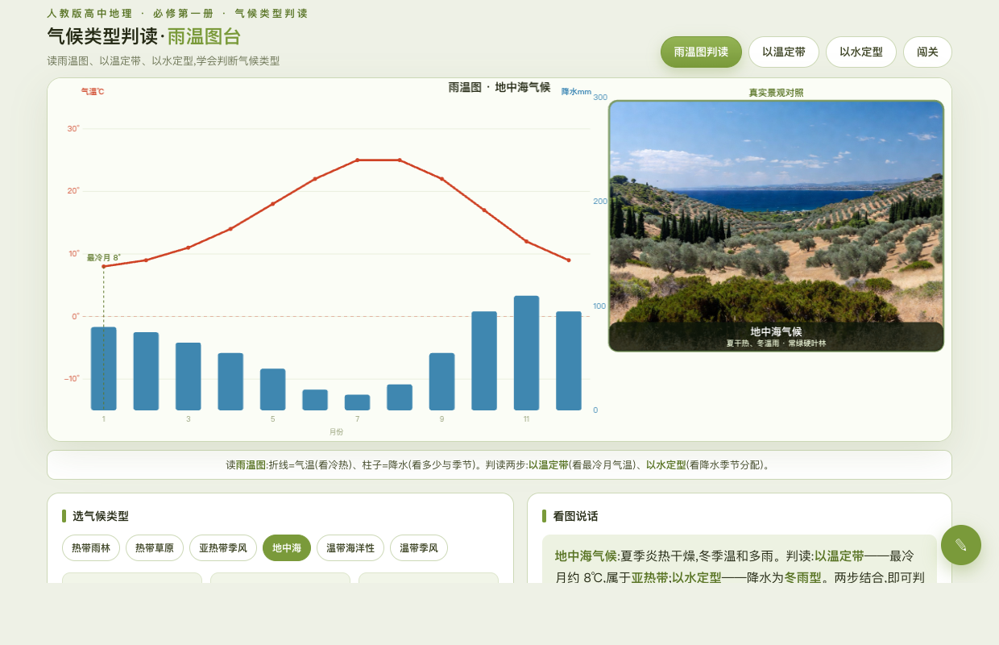 人教版高中地理 · 必修第一册 · 气候类型判读
气候类型判读·雨温图台
读雨温图、以温定带、以水定型,学会判断气候类型
雨温图判读
以温定带
以水定型
闯关
气温℃
雨温图 · 地中海气候
降水mm
30°
20°
10°
0°
−10°
最冷月 8°
300
200
100
0
1
3
5
7
9
11
月份
真实景观对照
地中海气候
夏干热、冬温雨 · 常绿硬叶林
读雨温图:折线=气温(看冷热)、柱子=降水(看多少与季节)。判读两步:以温定带(看最冷月气温)、以水定型(看降水季节分配)。
选气候类型
热带雨林
热带草原
亚热带季风
地中海
温带海洋性
温带季风
看图说话
地中海气候:夏季炎热干燥,冬季温和多雨。判读:以温定带——最冷
月约 8℃,属于亚热带;以水定型——降水为冬雨型。两步结合,即可判